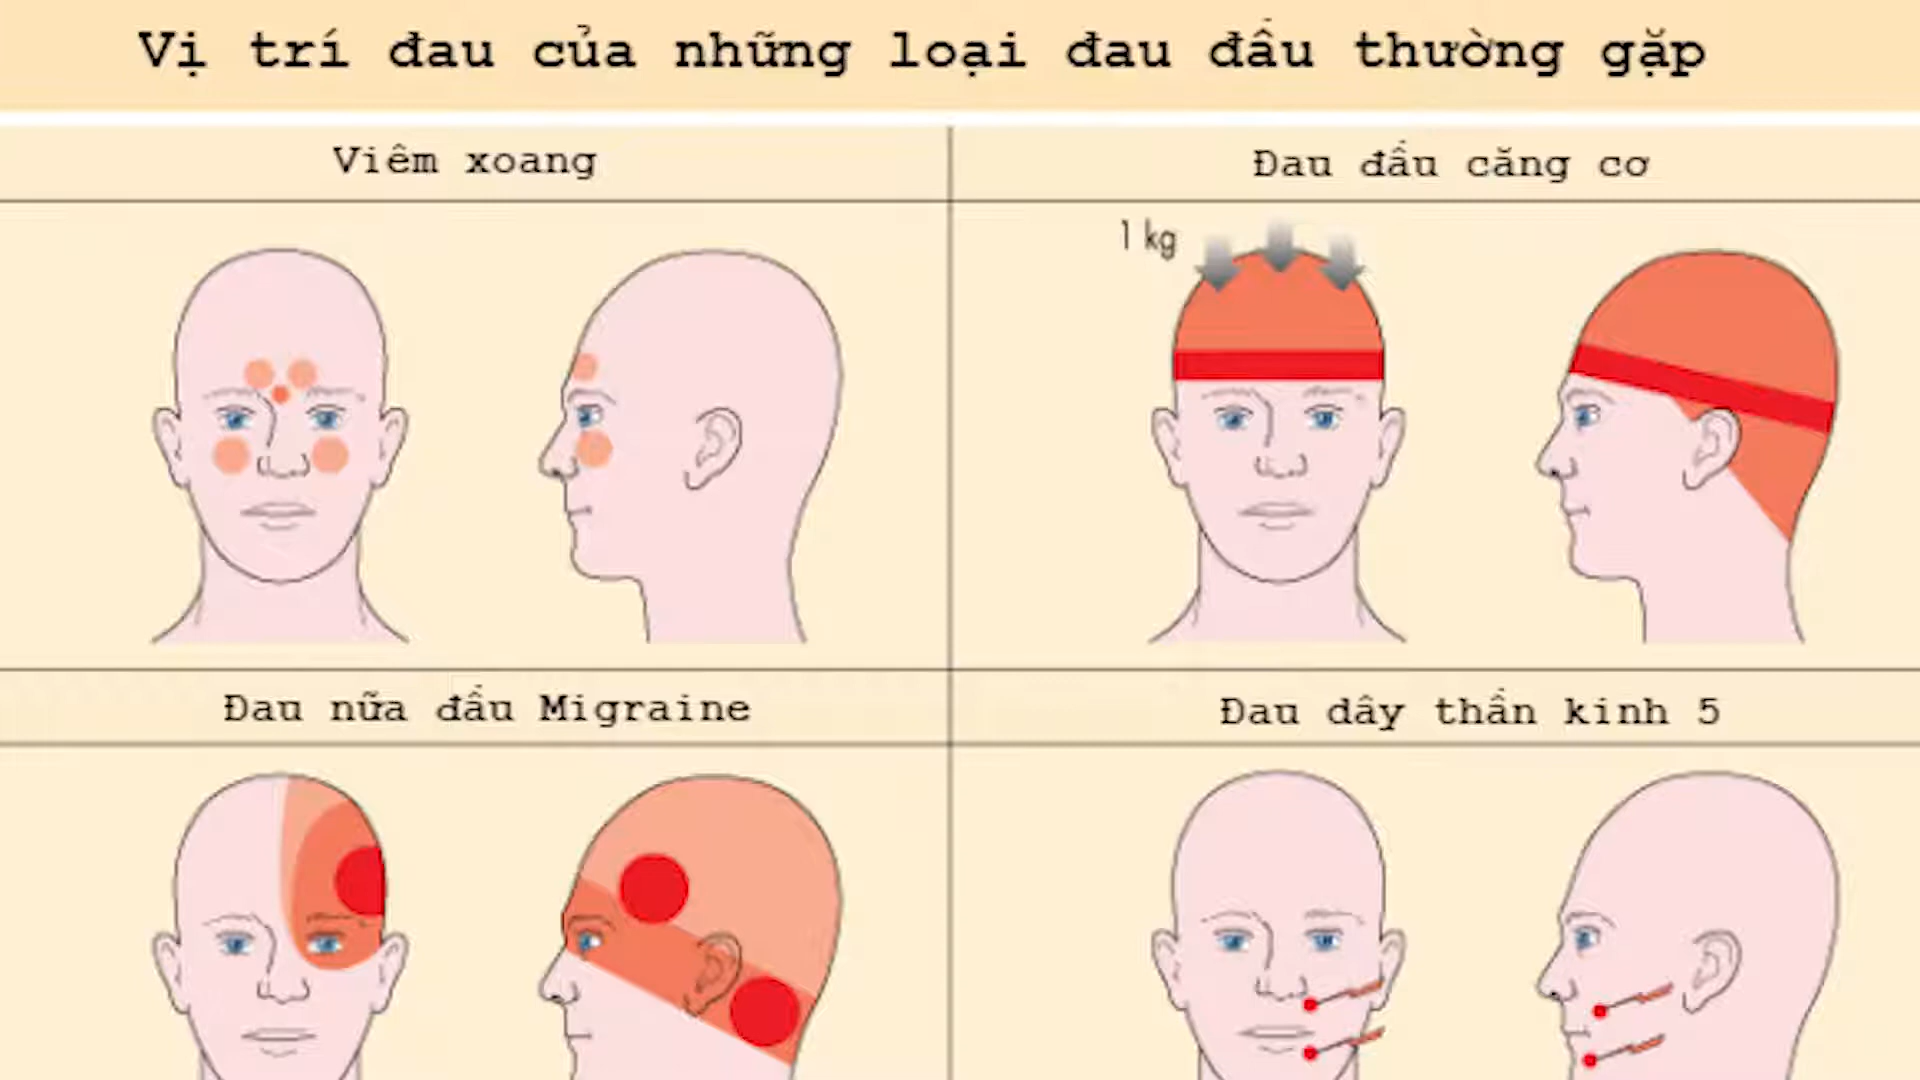 Vị trí đau của những loại đau đầu thường gặp
Viêm xoang
Đau đầu căng cơ
1 kg
Đau nữa đầu Migraine
Đau dây thần kinh 5